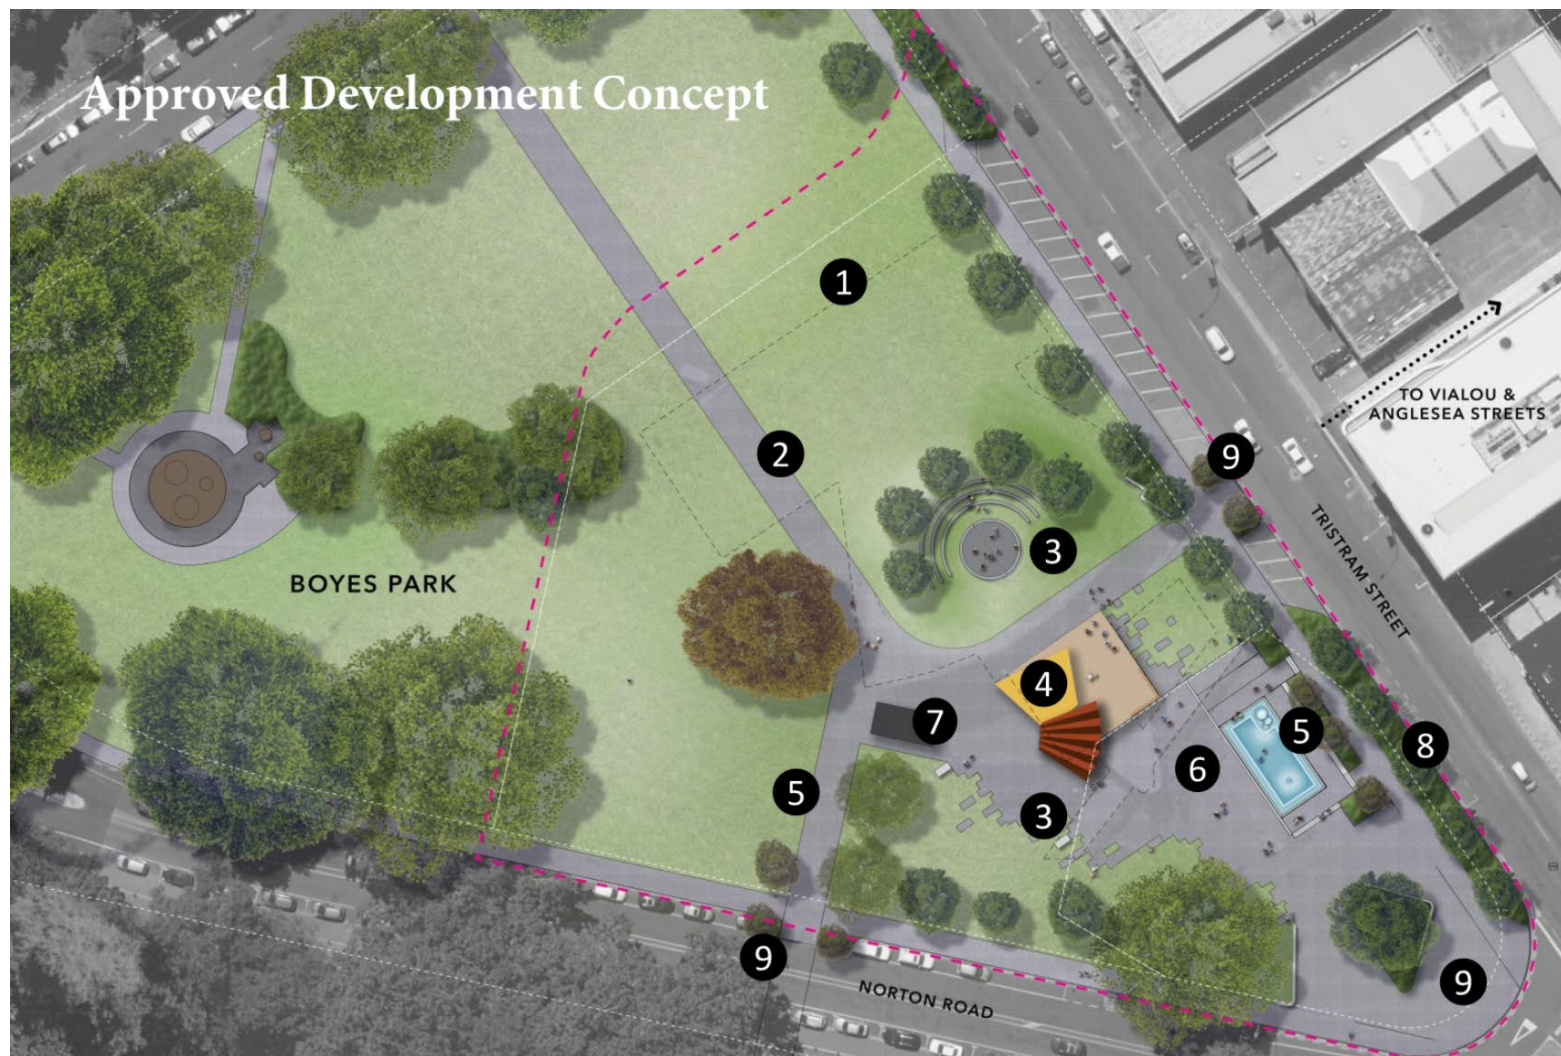 Approved Development Concept
1
TO VIALOU &
ANGLESEA STREETS
2
9
3
TRISTRAM STREET
BOYES PARK
4
7
5
8
6
5
3
9
NORTON ROAD
9